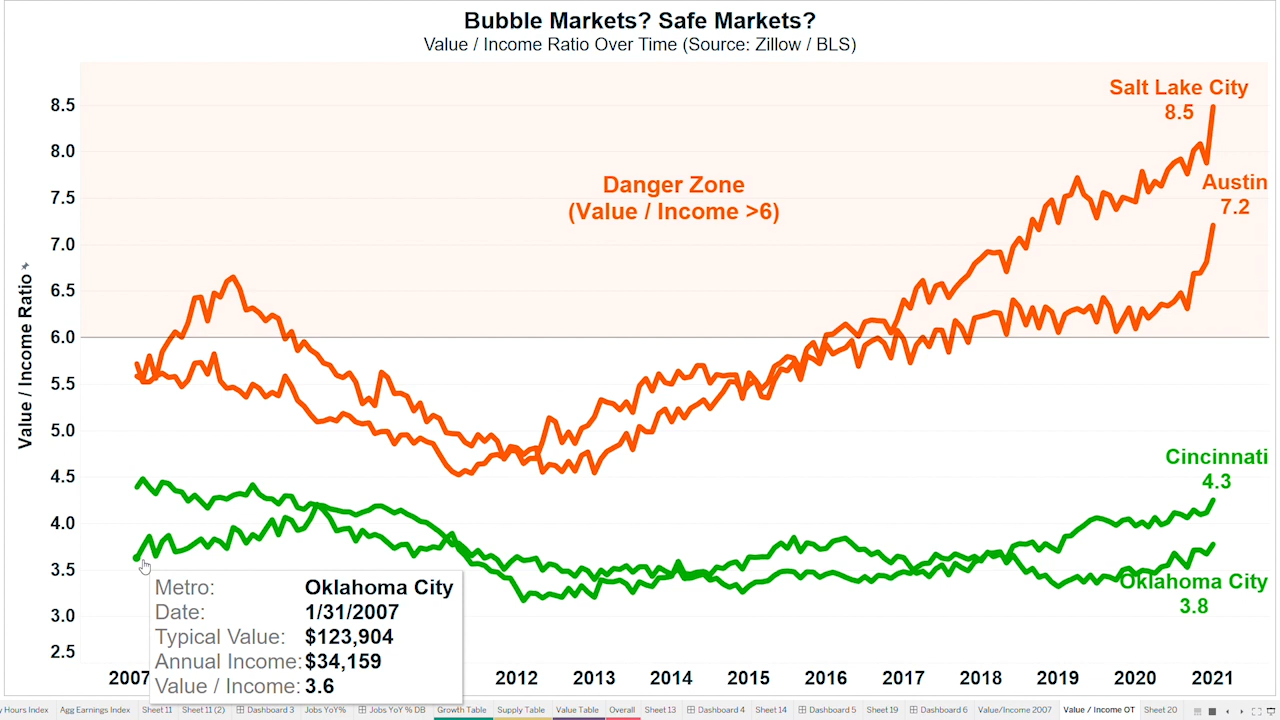 Bubble Markets? Safe Markets?
Value / Income Ratio Over Time (Source: Zillow / BLS)
Value / Income Ratio
8.5
8.0
7.5
7.0
6.5
6.0
5.5
5.0
4.5
4.0
3.5
3.0
2.5
Salt Lake City
8.5
Danger Zone
(Value / Income >6)
Austin
7.2
Cincinnati
4.3
Oklahoma City
3.8
Metro: Oklahoma City
Date: 1/31/2007
Typical Value: $123,904
Annual Income: $34,159
Value / Income: 3.6
2007 2012 2013 2014 2015 2016 2017 2018 2019 2020 2021
Hours Index Agg Earnings Index Sheet 11 Sheet 11 (2) Dashboard 3 Jobs YoY% Jobs YoY % DB Growth Table Supply Table Value Table Overall Sheet 13 Dashboard 4 Sheet 14 Dashboard 5 Sheet 19 Dashboard 6 Value/Income 2007 Value / Income OT Sheet 20